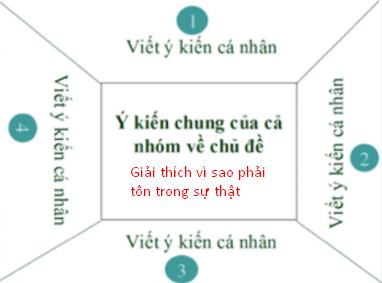 1
Viết ý kiến cá nhân
Viết ý kiến cá nhân
4
Ý kiến chung của cả
nhóm về chủ đề
Giải thích vì sao phải
tôn trong sự thật
Viết ý kiến cá nhân
2
Viết ý kiến cá nhân
3